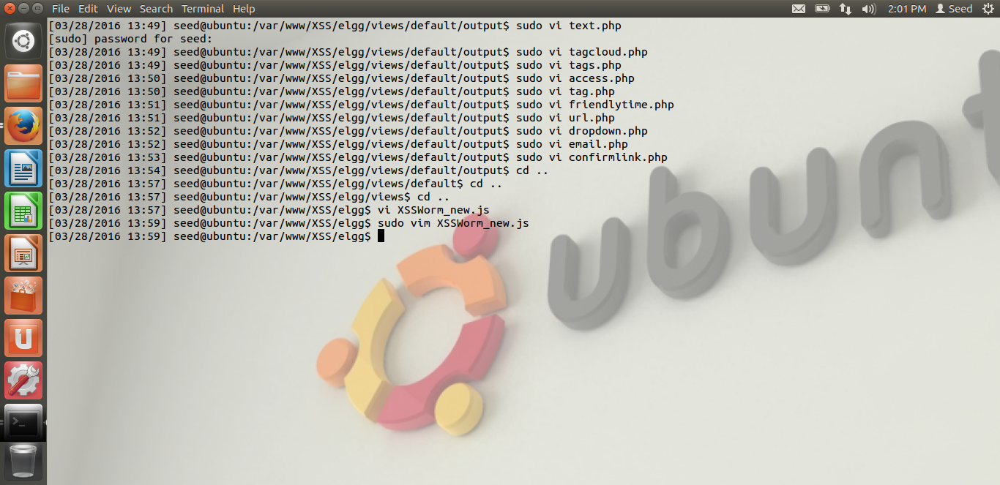 File Edit View Search Terminal Help 2:01 PM Seed
[03/28/2016 13:49] seed@ubuntu:/var/www/XSS/elgg/views/default/output$ sudo vi text.php
[sudo] password for seed:
[03/28/2016 13:49] seed@ubuntu:/var/www/XSS/elgg/views/default/output$ sudo vi tagcloud.php
[03/28/2016 13:49] seed@ubuntu:/var/www/XSS/elgg/views/default/output$ sudo vi tags.php
[03/28/2016 13:50] seed@ubuntu:/var/www/XSS/elgg/views/default/output$ sudo vi access.php
[03/28/2016 13:50] seed@ubuntu:/var/www/XSS/elgg/views/default/output$ sudo vi tag.php
[03/28/2016 13:51] seed@ubuntu:/var/www/XSS/elgg/views/default/output$ sudo vi friendlytime.php
[03/28/2016 13:51] seed@ubuntu:/var/www/XSS/elgg/views/default/output$ sudo vi url.php
[03/28/2016 13:52] seed@ubuntu:/var/www/XSS/elgg/views/default/output$ sudo vi dropdown.php
[03/28/2016 13:52] seed@ubuntu:/var/www/XSS/elgg/views/default/output$ sudo vi email.php
[03/28/2016 13:53] seed@ubuntu:/var/www/XSS/elgg/views/default/output$ sudo vi confirmlink.php
[03/28/2016 13:54] seed@ubuntu:/var/www/XSS/elgg/views/default/output$ cd ..
[03/28/2016 13:57] seed@ubuntu:/var/www/XSS/elgg/views/default$ cd ..
[03/28/2016 13:57] seed@ubuntu:/var/www/XSS/elgg/views$ cd ..
[03/28/2016 13:57] seed@ubuntu:/var/www/XSS/elgg$ vi XSSWorm_new.js
[03/28/2016 13:59] seed@ubuntu:/var/www/XSS/elgg$ sudo vim XSSWorm_new.js
[03/28/2016 13:59] seed@ubuntu:/var/www/XSS/elgg$
ubunt